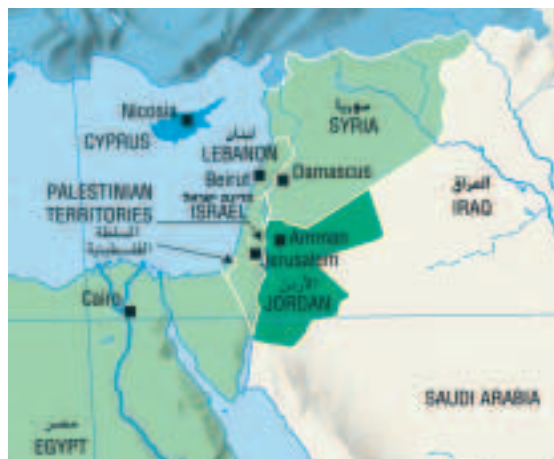 Nicosia
CYPRUS
سوريا
SYRIA
لبنان
LEBANON
Beirut
Damascus
PALESTINIAN
TERRITORIES
السلطة
الفلسطينية
ISRAEL
العراق
IRAQ
Amman
Jerusalem
الأردن
JORDAN
Cairo
SAUDI ARABIA
مصر
EGYPT